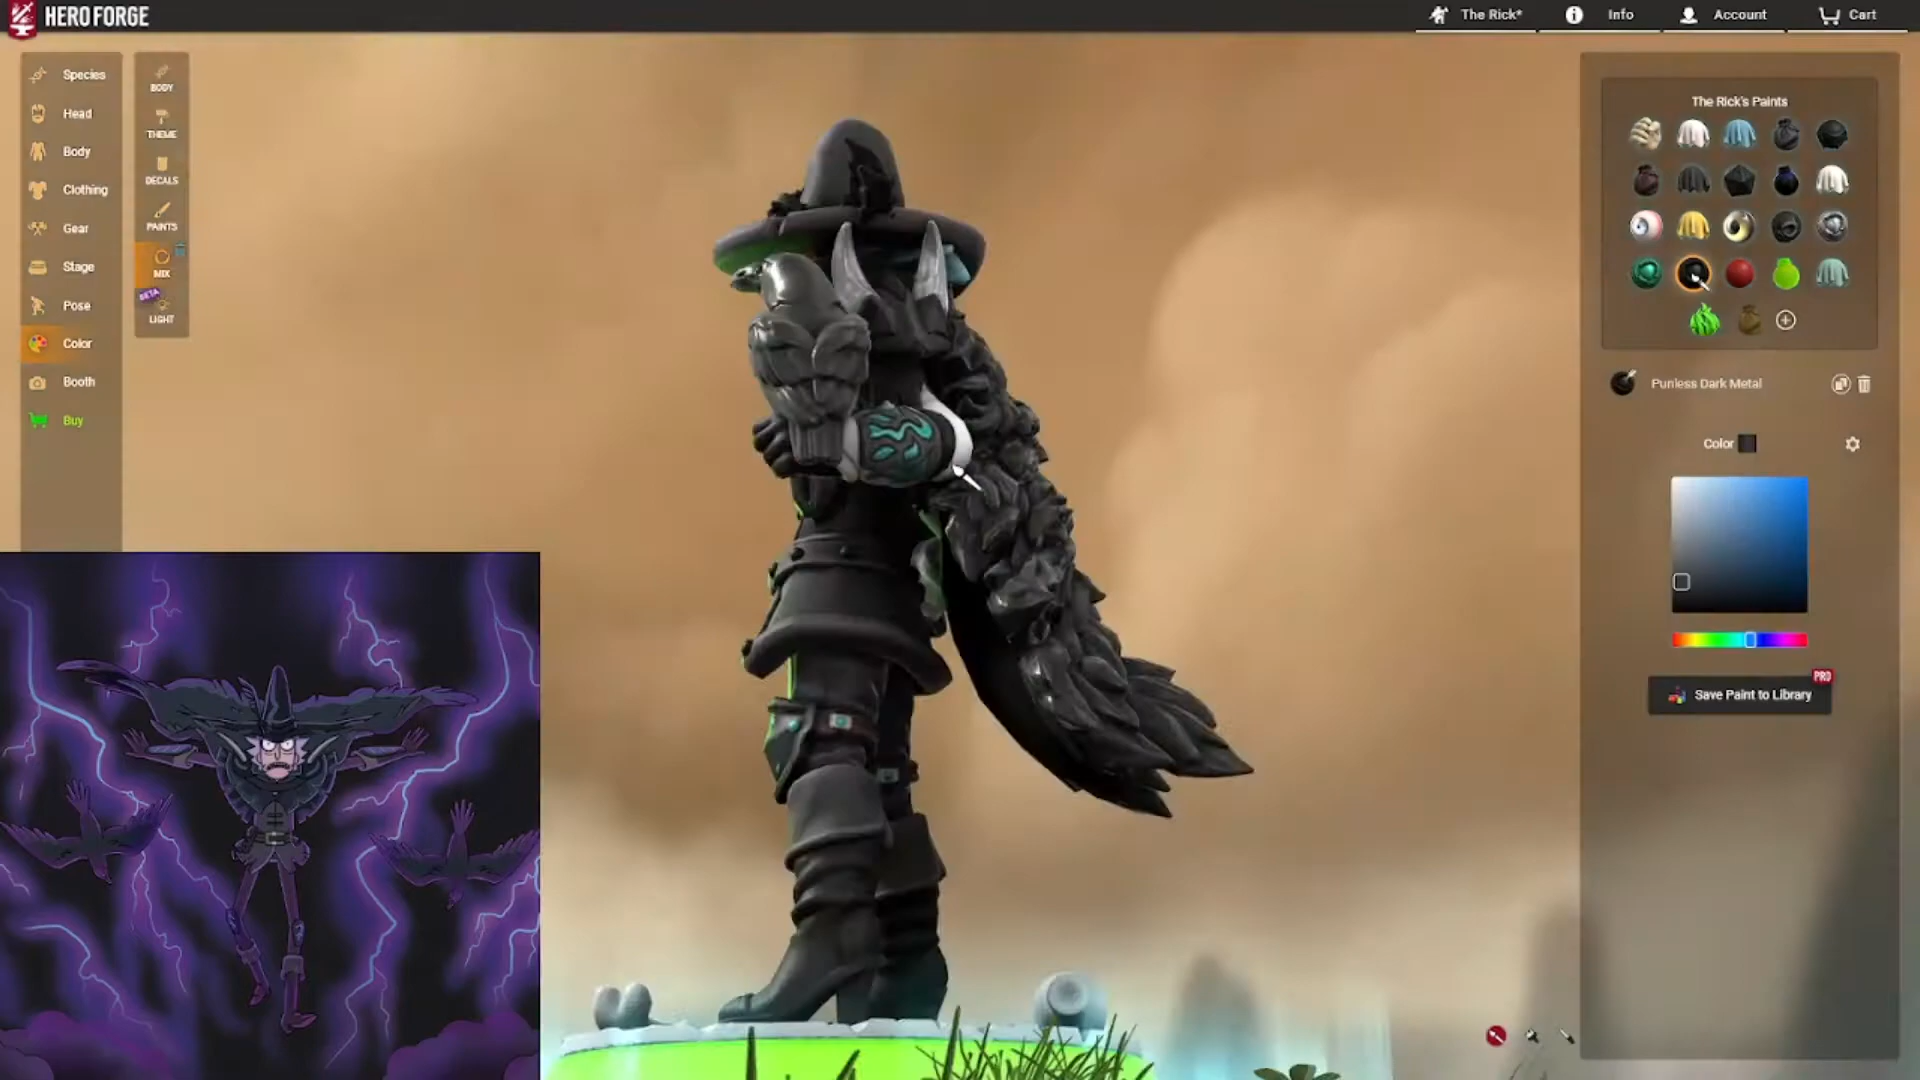 HERO FORGE
The Rick*
Info
Account
Cart
Species
Head
Body
Clothing
Gear
Stage
Pose
Color
Booth
Buy
BODY
THEME
DECALS
PAINTS
MIX
BETA
LIGHT
The Rick's Paints
Punless Dark Metal
Color
PRO
Save Paint to Library